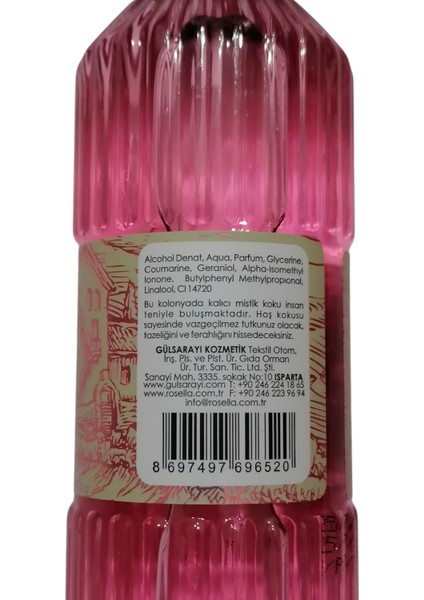 Alcohol Denat, Aqua, Parfum, Glycerine,
Coumarine, Geraniol, Alpha-Isomethyl
Ionone, Butylphenyl Methylpropional,
Linalool, CI 14720
Bu kolonyada kalıcı mistik koku insan
teniyle buluşmaktadır. Hoş kokusu
sayesinde vazgeçilmez tutkunuz olacak,
tazeliğini ve ferahlığını hissedeceksiniz.
GÜLSARAYI KOZMETİK Tekstil Otom,
İnş. Pls. ve Plst. Ür. Gıda Orman
Ür. Tur. San. Tic. Ltd. Şti.
Sanayi Mah. 3335. sokak No:10 ISPARTA
www.gulsarayi.com T: +90 246 224 18 65
www.rosella.com.tr F: +90 246 223 96 94
info@rosella.com.tr
8 697497 696520